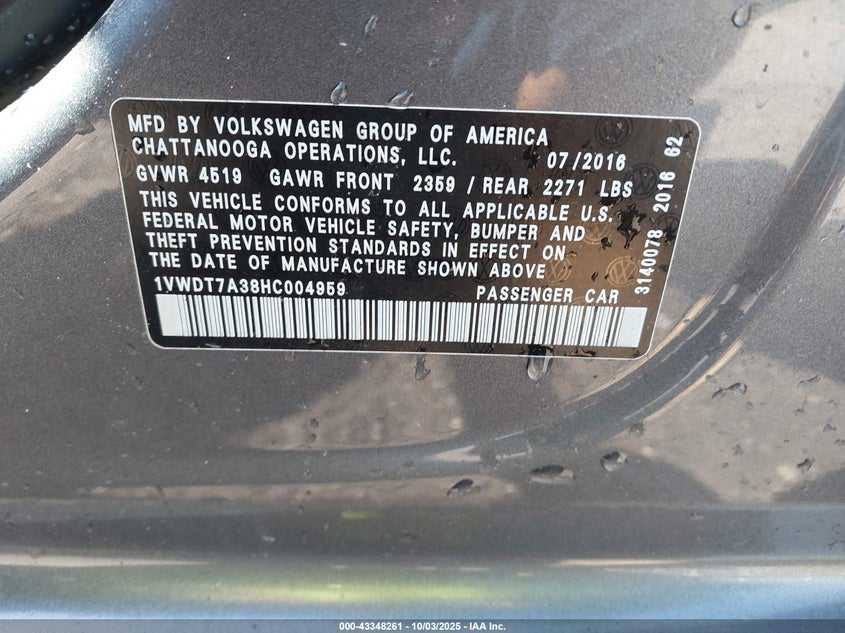 MFD BY VOLKSWAGEN GROUP OF AMERICA
CHATTANOOGA OPERATIONS, LLC. 07/2016
GVWR 4519 GAWR FRONT 2359 / REAR 2271 LBS
THIS VEHICLE CONFORMS TO ALL APPLICABLE U.S.
FEDERAL MOTOR VEHICLE SAFETY, BUMPER AND
THEFT PREVENTION STANDARDS IN EFFECT ON
THE DATE OF MANUFACTURE SHOWN ABOVE
1VWDT7A38HC004959 PASSENGER CAR
3140078 2016 62
000-43348261 - 10/03/2025 - IAA Inc.